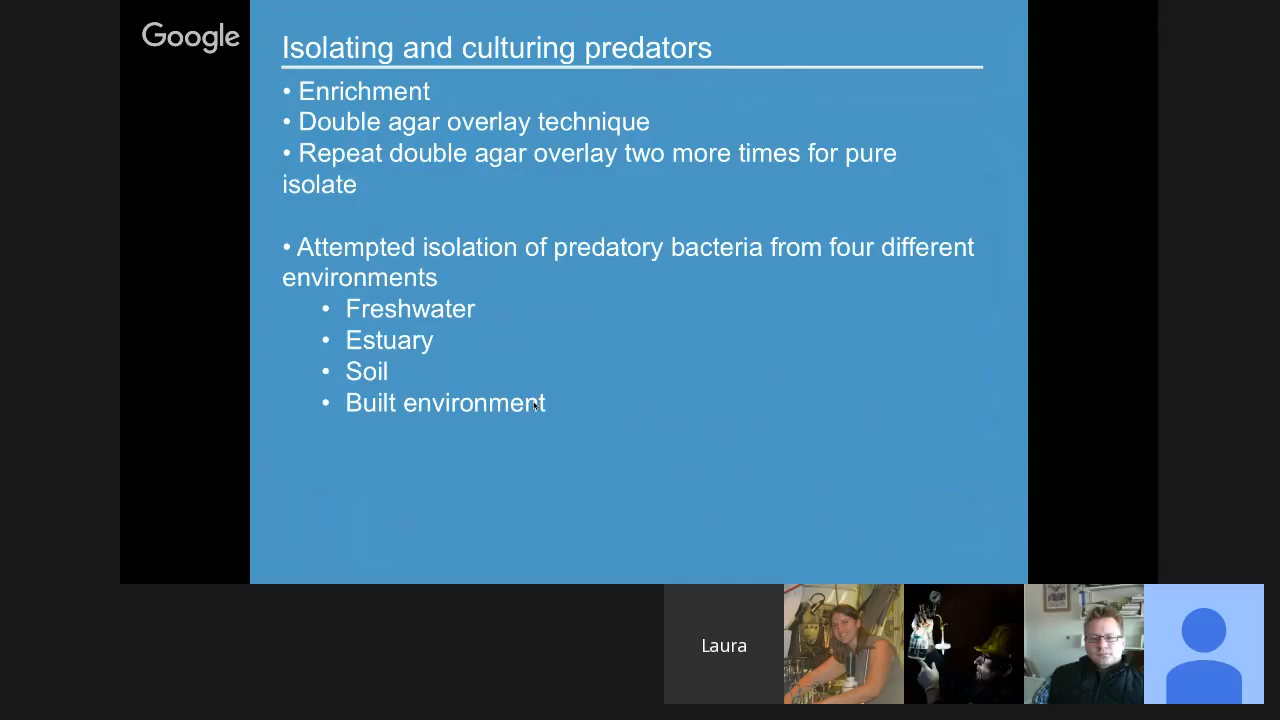 Google
Isolating and culturing predators
• Enrichment
• Double agar overlay technique
• Repeat double agar overlay two more times for pure
isolate
• Attempted isolation of predatory bacteria from four different
environments
• Freshwater
• Estuary
• Soil
• Built environment
Laura